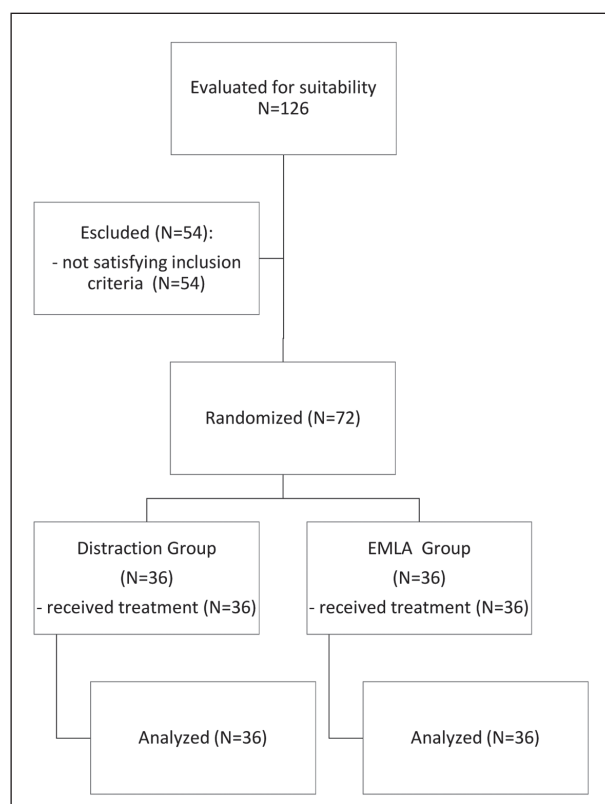 Evaluated for suitability
N=126
Escluded (N=54):
- not satisfying inclusion
criteria (N=54)
Randomized (N=72)
Distraction Group
(N=36)
- received treatment (N=36)
EMLA Group
(N=36)
- received treatment (N=36)
Analyzed (N=36)
Analyzed (N=36)